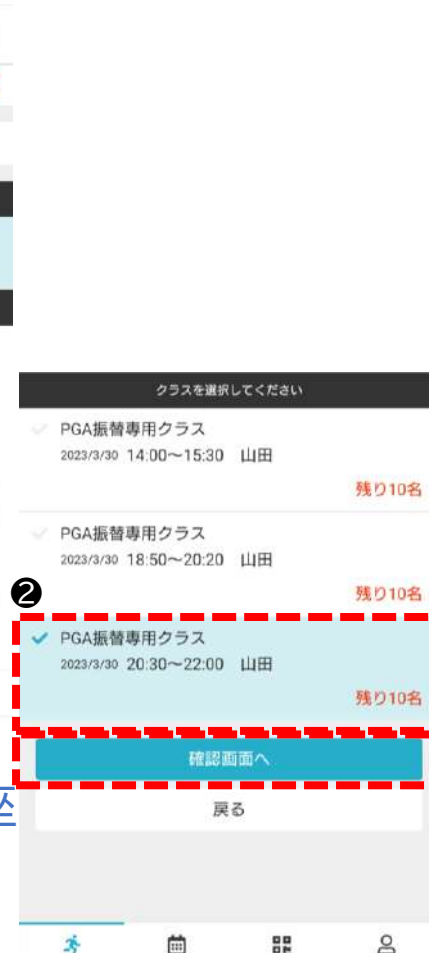 クラスを選択してください
PGA振替専用クラス
2023/3/30 14:00～15:30 山田
残り10名
PGA振替専用クラス
2023/3/30 18:50～20:20 山田
残り10名
❷
PGA振替専用クラス
2023/3/30 20:30～22:00 山田
残り10名
確認画面へ
戻る